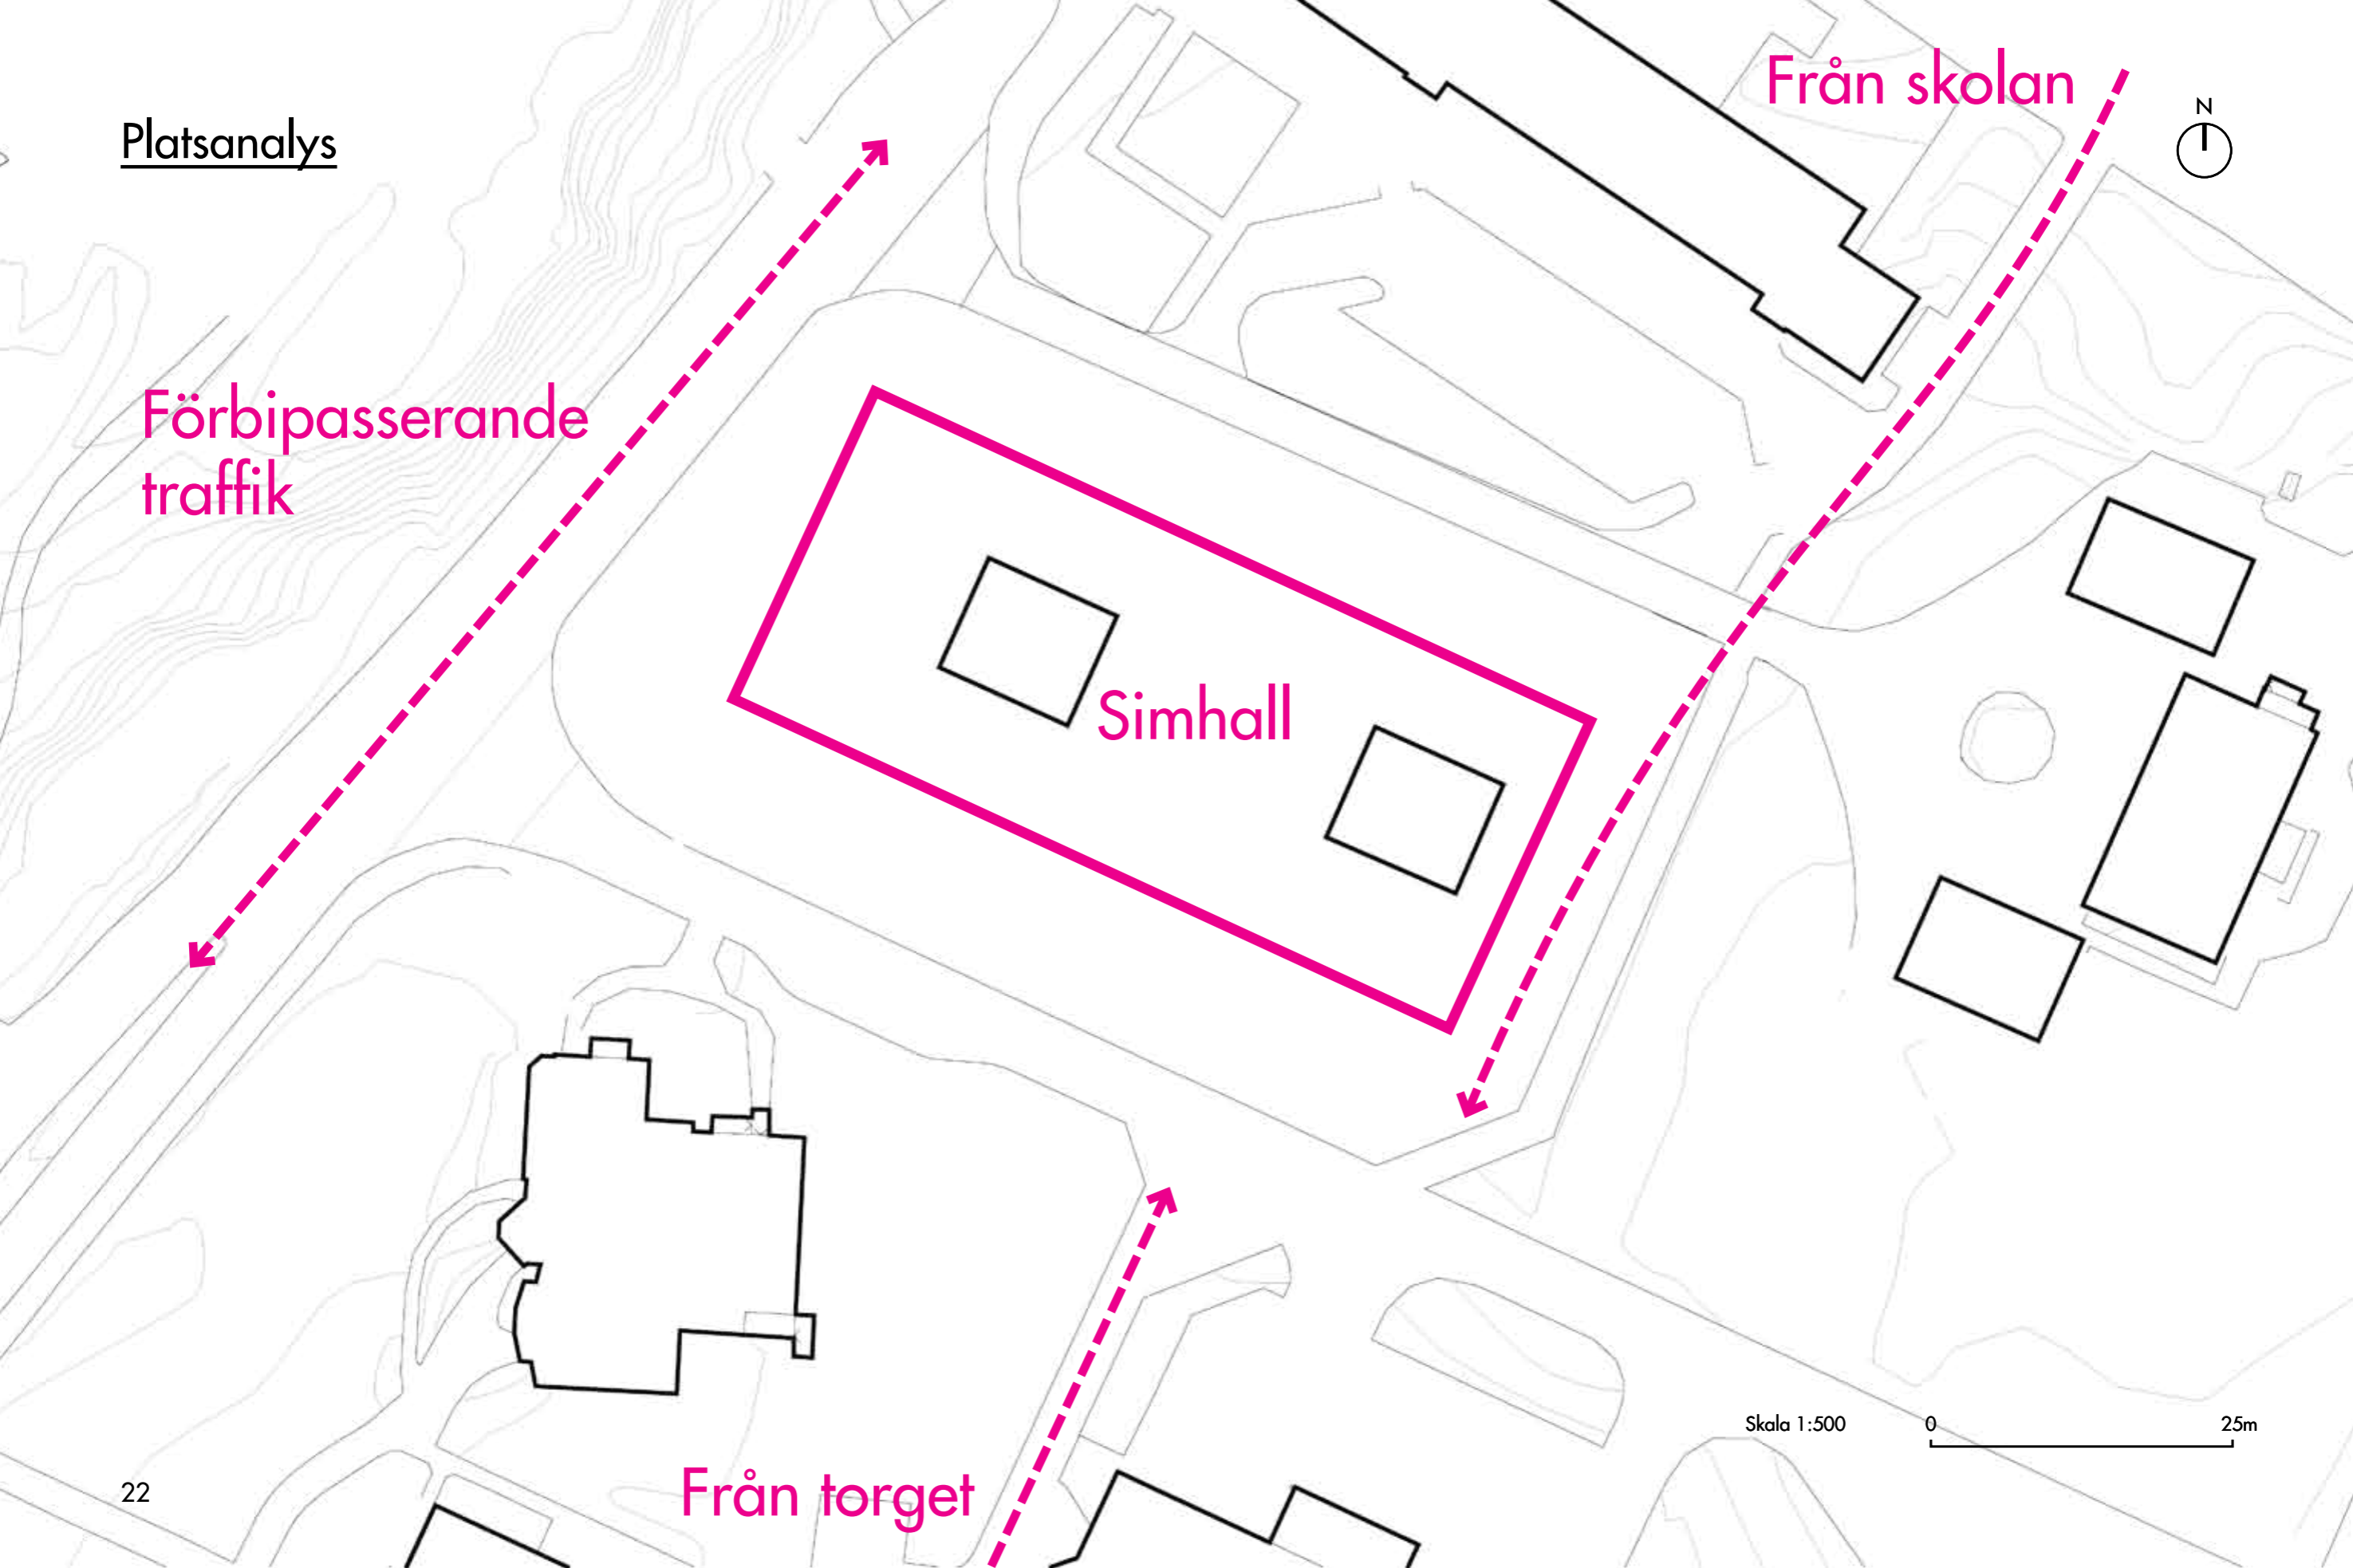 Från skolan
N
Platsanalys
Förbipasserande
traffik
Simhall
Skala 1:500
0
25m
Från torget
22